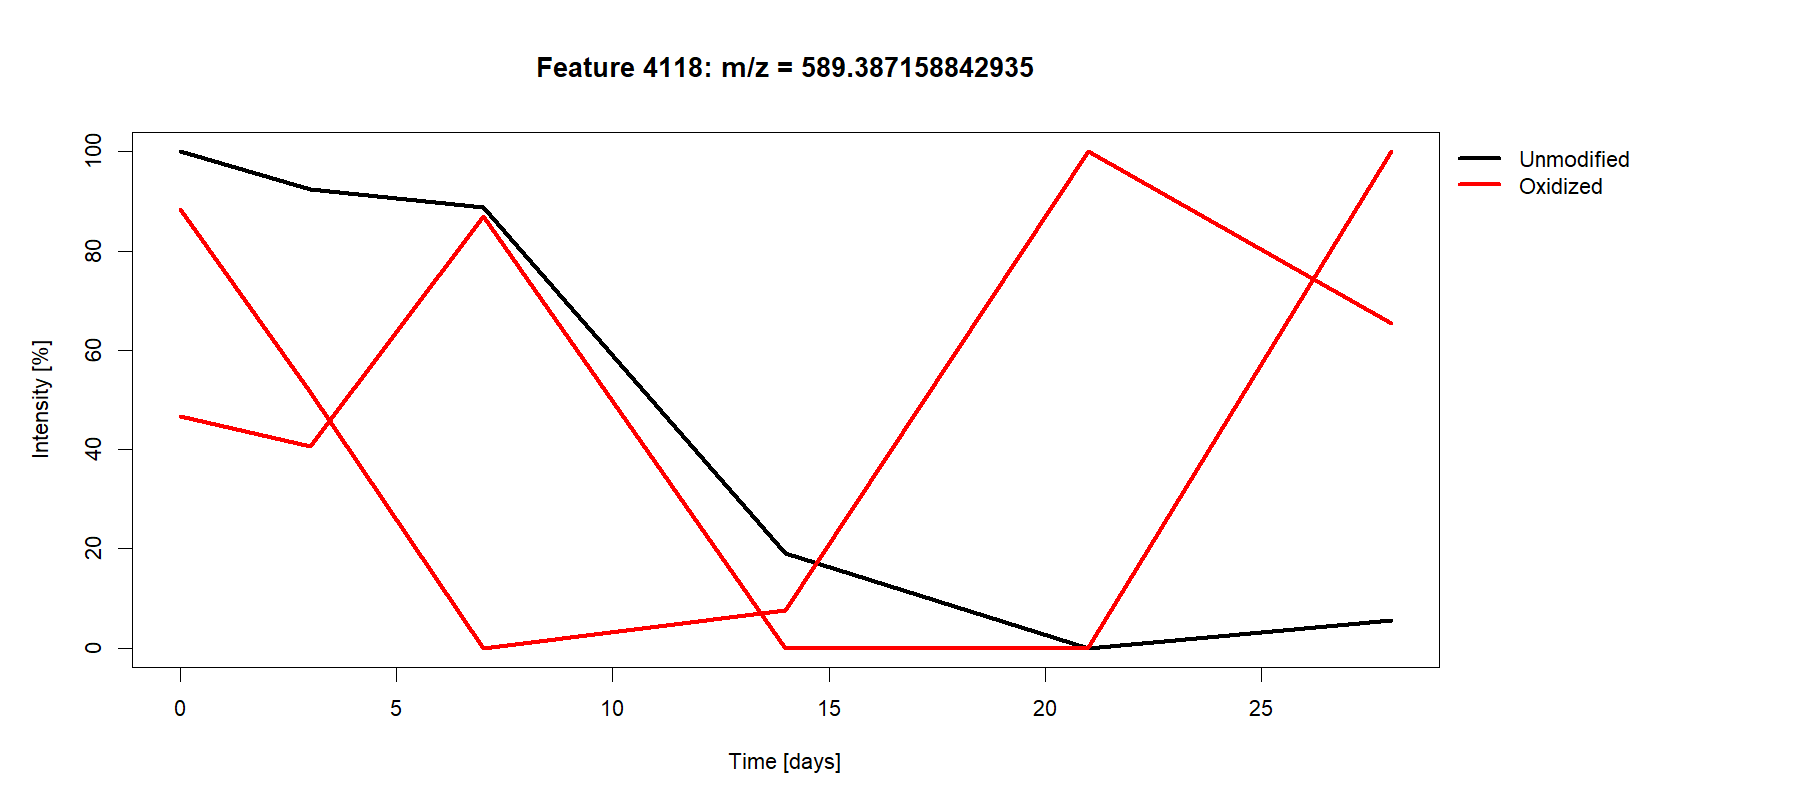 Feature 4118: m/z = 589.387158842935
Unmodified
Oxidized
Intensity [%]
100
80
60
40
20
0
0 5 10 15 20 25
Time [days]